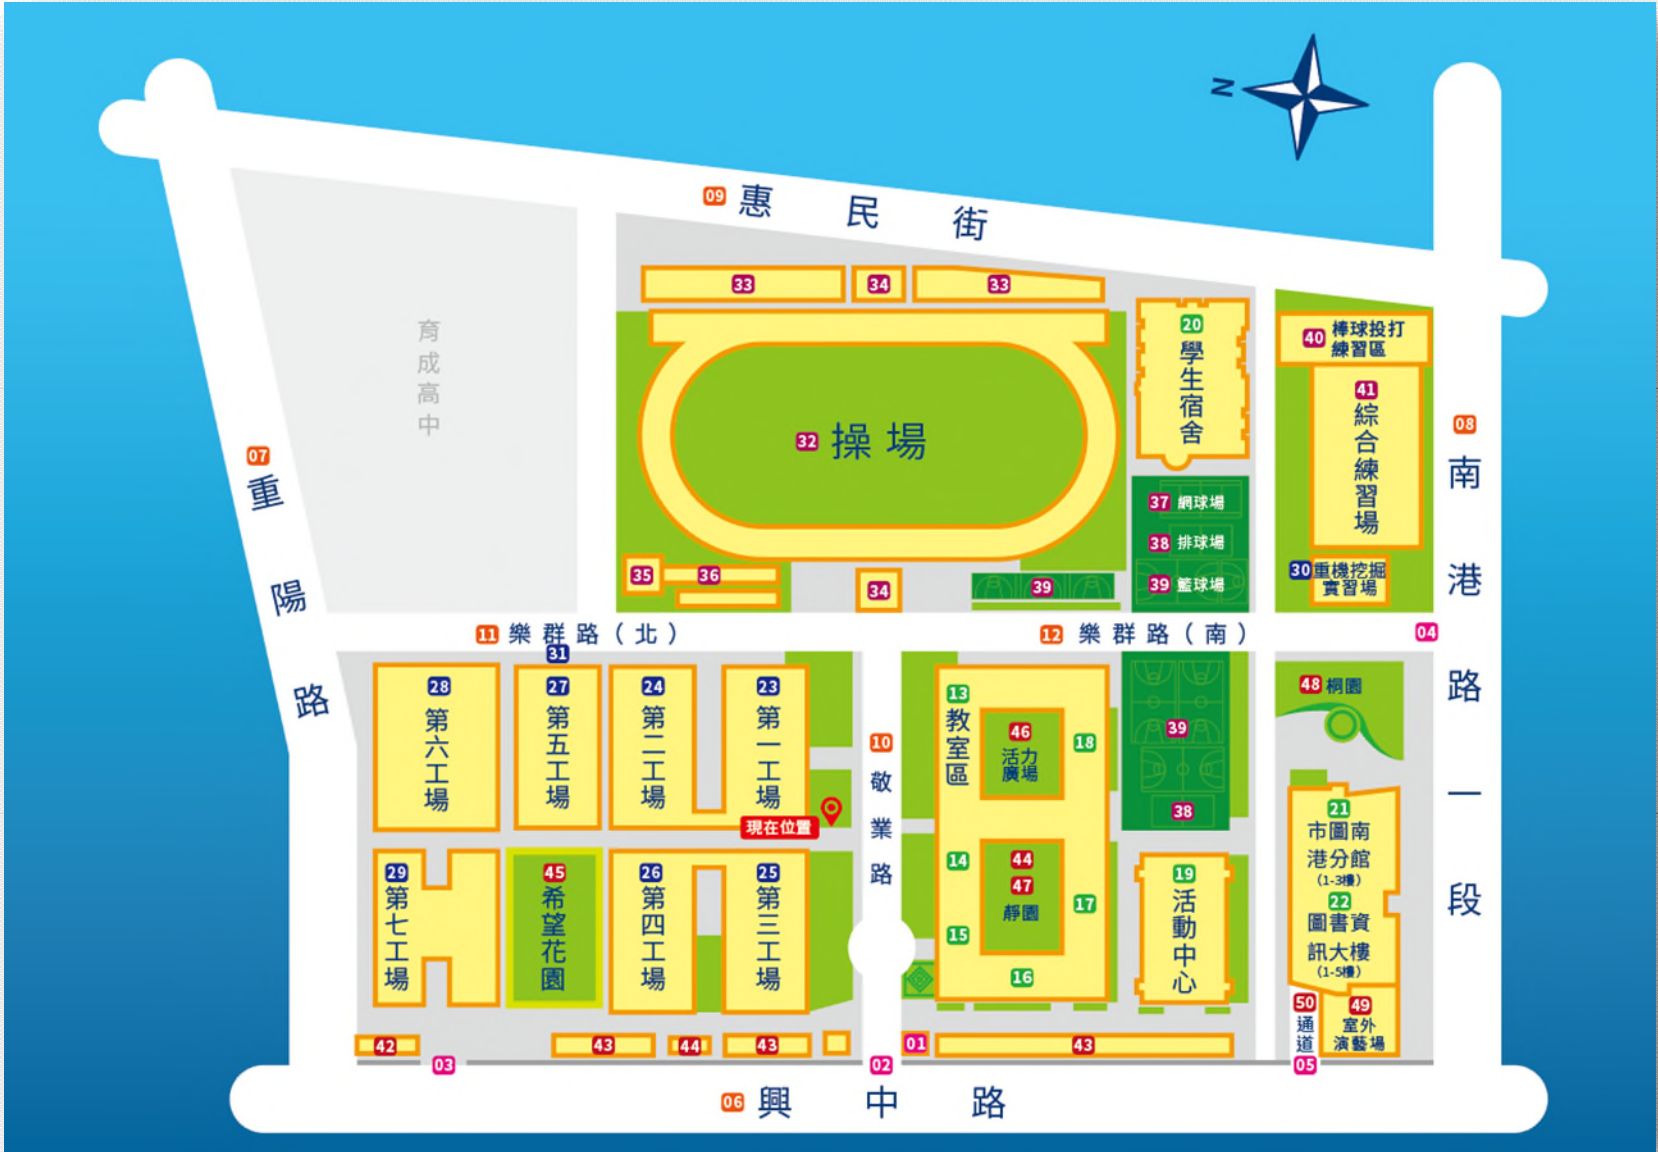 N
09 惠民街
33
34
33
20
學生宿舍
40 棒球投打
練習區
41
綜合練習場
育成高中
32 操場
08
南港路一段
07
重陽路
37 網球場
38 排球場
39 籃球場
35
36
34
39
30 重機挖掘
實習場
11 樂群路(北)
12 樂群路(南)
04
31
28
第六工場
27
第五工場
24
第二工場
23
第一工場
13
教室區
46
活力
廣場
18
39
38
48 桐園
10
敬業路
現在位置
21
市圖南
港分館
(1-3樓)
22
圖書資
訊大樓
(1-5樓)
29
第七工場
45
希望花園
26
第四工場
25
第三工場
14
44
47
靜園
17
15
16
19
活動中心
50
通道
49
室外
演藝場
42
43
44
43
01
43
03
02
05
06 興中路